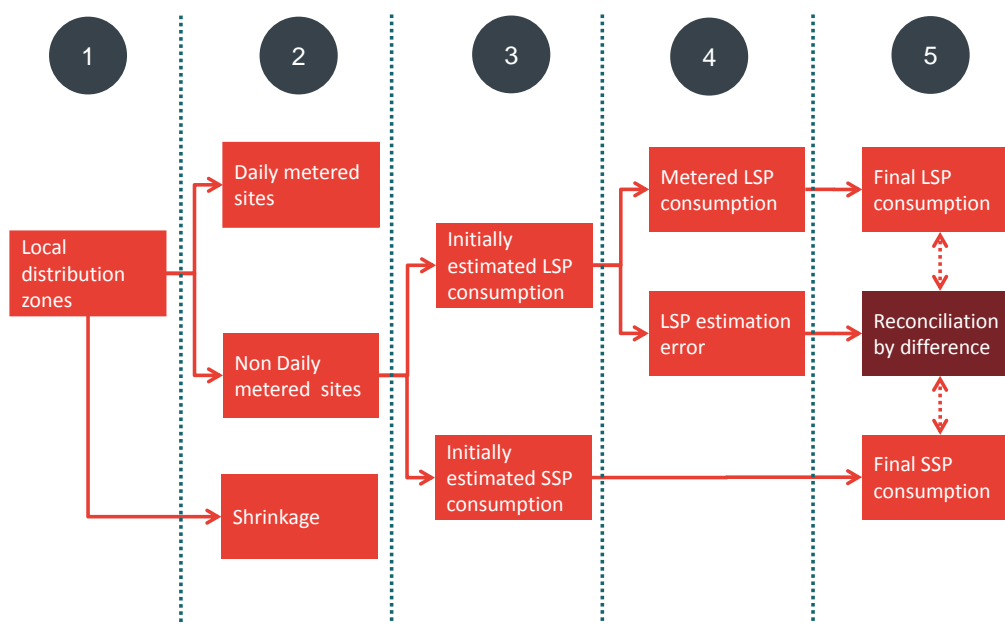 1
2
3
4
5
Local
distribution
zones
Daily metered
sites
Non Daily
metered sites
Shrinkage
Initially
estimated LSP
consumption
Initially
estimated SSP
consumption
Metered LSP
consumption
LSP estimation
error
Final LSP
consumption
Reconciliation
by difference
Final SSP
consumption